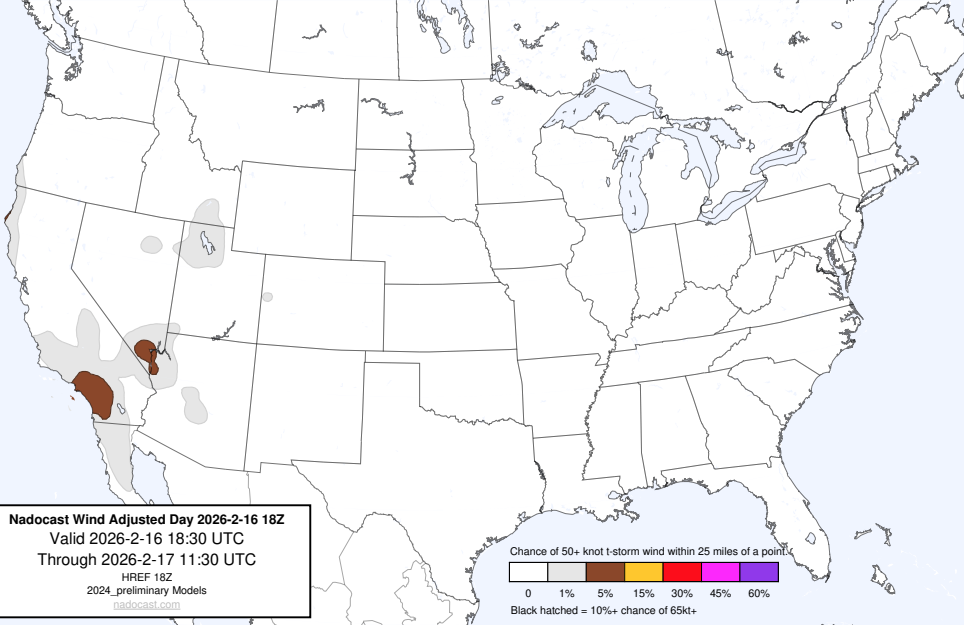 Nadocast Wind Adjusted Day 2026-2-16 18Z
Valid 2026-2-16 18:30 UTC
Through 2026-2-17 11:30 UTC
HREF 18Z
2024_preliminary Models
nadocast.com
Chance of 50+ knot t-storm wind within 25 miles of a point.
0 1% 5% 15% 30% 45% 60%
Black hatched = 10%+ chance of 65kt+